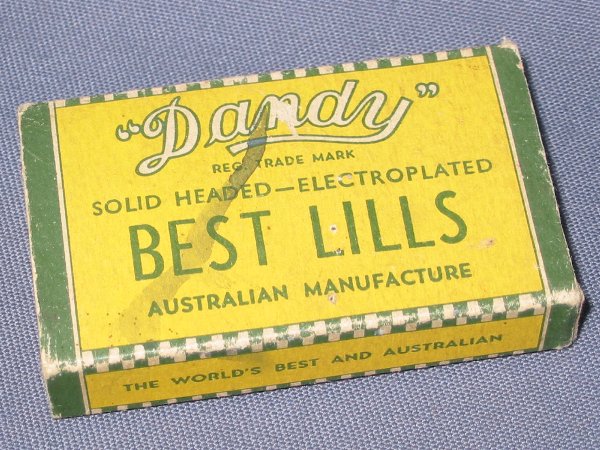 "Dandy"
REG. TRADE MARK
SOLID HEADED—ELECTROPLATED
BEST LILLS
AUSTRALIAN MANUFACTURE
THE WORLD'S BEST AND AUSTRALIAN